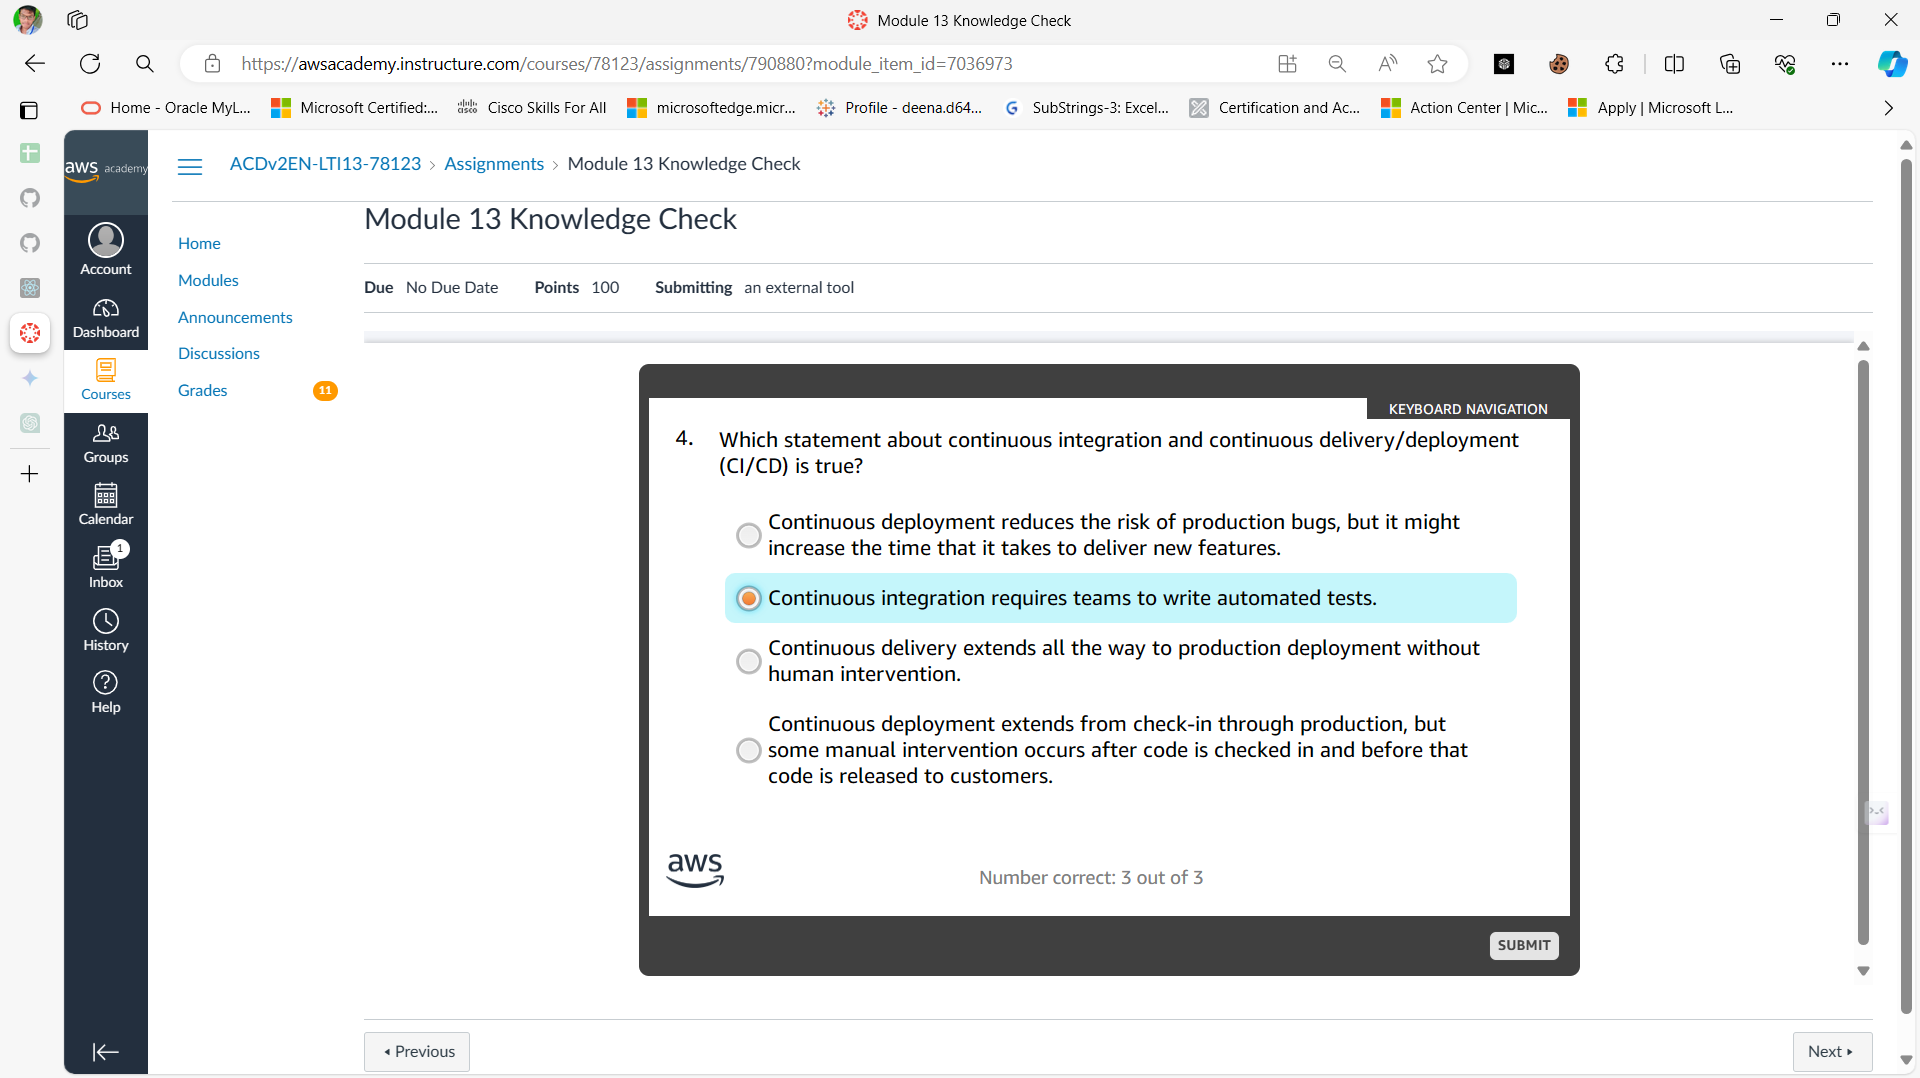 Module 13 Knowledge Check
https://awsacademy.instructure.com/courses/78123/assignments/790880?module_item_id=7036973
Home - Oracle MyL...
Microsoft Certified:...
Cisco Skills For All
microsoftedge.micr...
Profile - deena.d64...
SubStrings-3: Excel...
Certification and Ac...
Action Center | Mic...
Apply | Microsoft L...
aws academy
ACDv2EN-LTI13-78123 › Assignments › Module 13 Knowledge Check
Account
Dashboard
Courses
Groups
Calendar
1
Inbox
History
Help
Home
Modules
Announcements
Discussions
Grades 11
Module 13 Knowledge Check
Due No Due Date Points 100 Submitting an external tool
KEYBOARD NAVIGATION
4. Which statement about continuous integration and continuous delivery/deployment
(CI/CD) is true?
Continuous deployment reduces the risk of production bugs, but it might
increase the time that it takes to deliver new features.
Continuous integration requires teams to write automated tests.
Continuous delivery extends all the way to production deployment without
human intervention.
Continuous deployment extends from check-in through production, but
some manual intervention occurs after code is checked in and before that
code is released to customers.
aws
Number correct: 3 out of 3
SUBMIT
Previous
Next